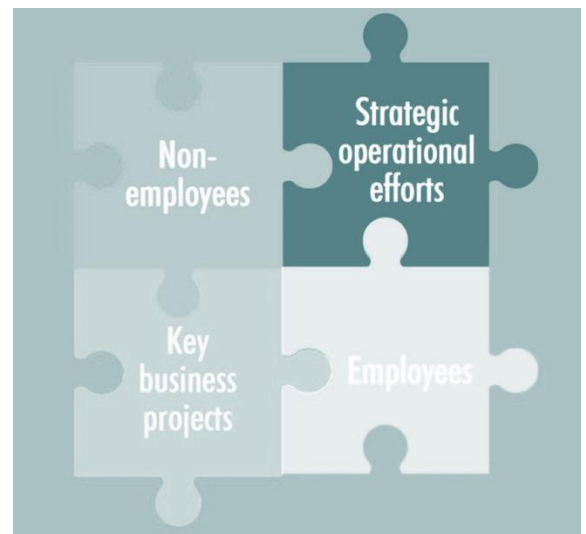 Non-
employees
Strategic
operational
efforts
Key
business
projects
Employees